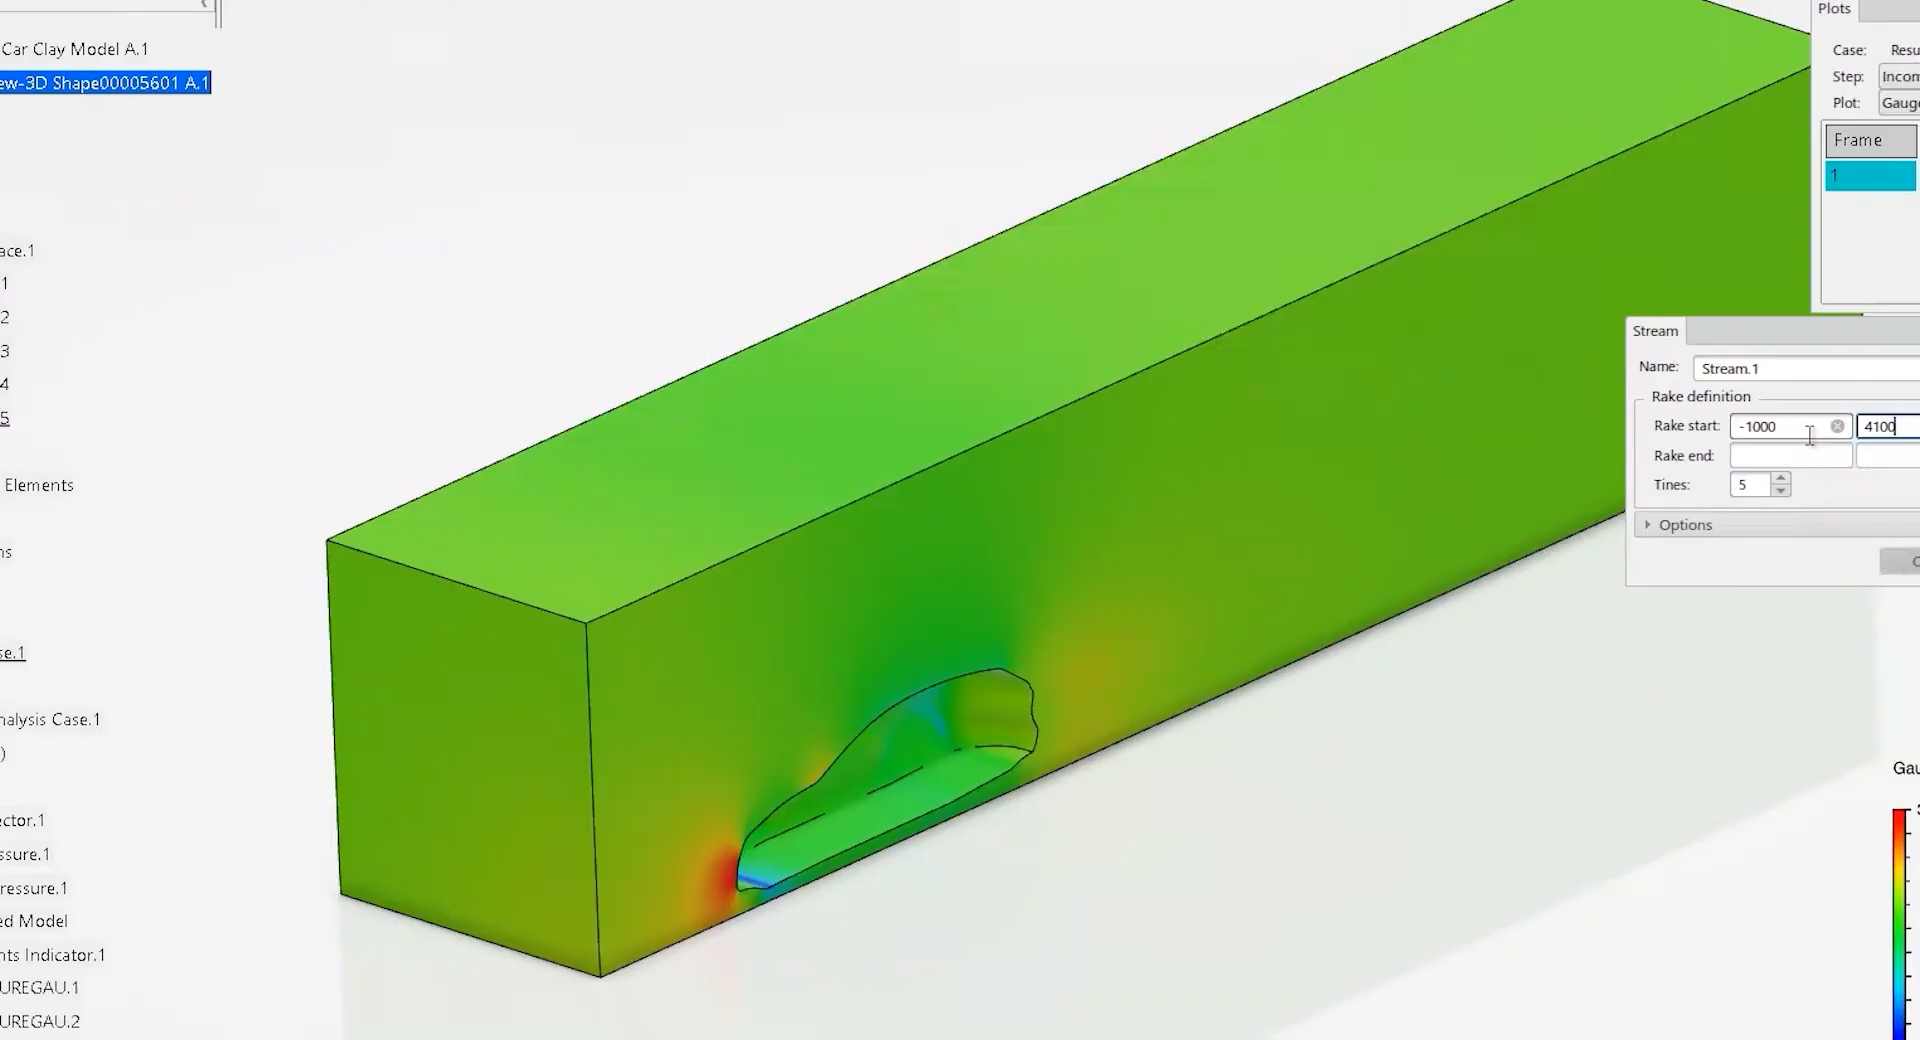 Car Clay Model A.1
ew-3D Shape00005601 A.1
ace.1
1
2
3
4
5
Elements
ns
se.1
nalysis Case.1
)
ector.1
ssure.1
ressure.1
ed Model
nts Indicator.1
UREGAU.1
UREGAU.2
Plots
Case: Resu
Step: Incom
Plot: Gauge
Frame
1
Stream
Name: Stream.1
Rake definition
Rake start: -1000 4100
Rake end:
Tines: 5
Options
Gau